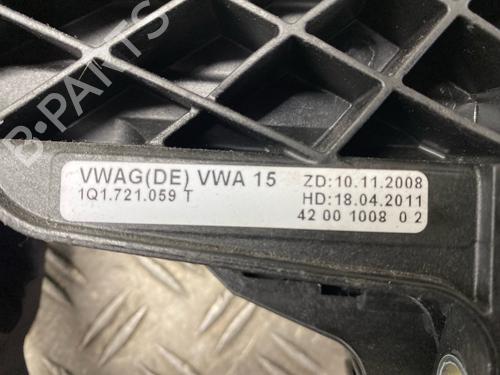 B-PARTS
VWAG(DE) VWA 15 ZD:10.11.2008
1Q1.721.059 T HD:18.04.2011
42 00 1008 0 2